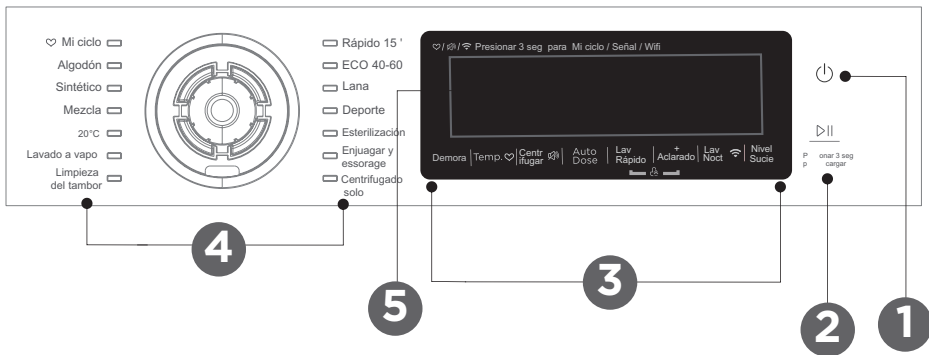 Mi ciclo
Algodón
Sintético
Mezcla
20°C
Lavado a vapo
Limpieza
del tambor
Rápido 15 '
ECO 40-60
Lana
Deporte
Esterilización
Enjuagar y
essorage
Centrifugado
solo
/ / Presionar 3 seg para Mi ciclo / Señal / Wifi
Demora
Temp.
Centr
ifugar
Auto
Dose
Lav
Rápido
+
Aclarado
Lav
Noct
Nivel
Sucie
P onar 3 seg
p cargar
4
5
3
2
1